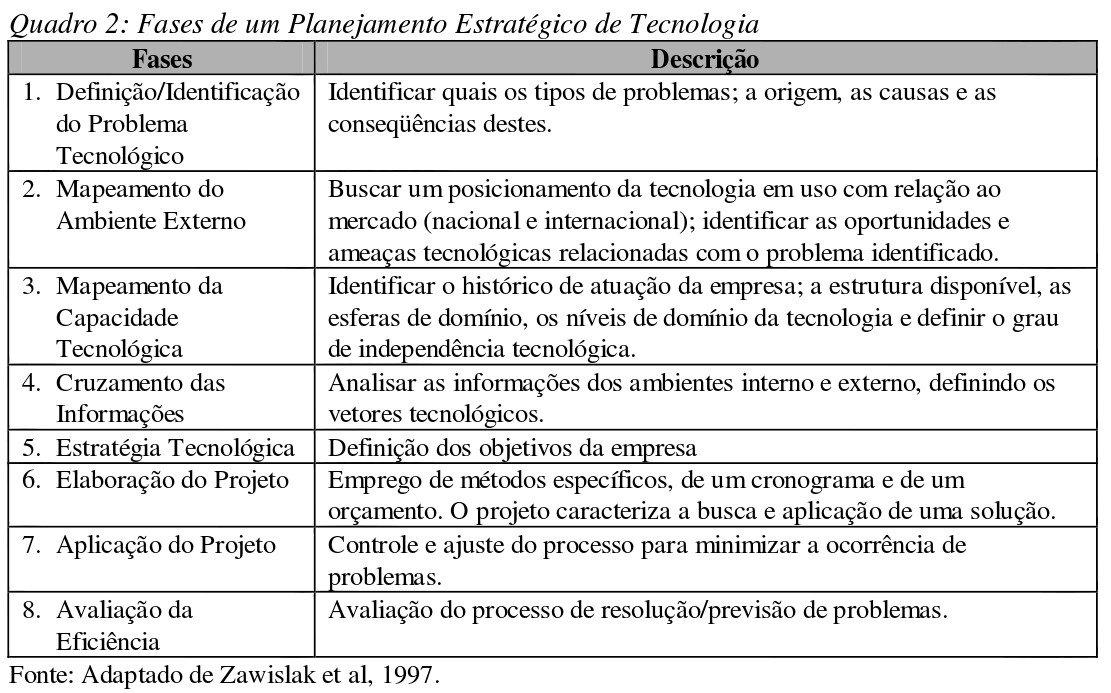 Quadro 2: Fases de um Planejamento Estratégico de Tecnologia
Fases
Descrição
1. Definição/Identificação
do Problema
Tecnológico
Identificar quais os tipos de problemas; a origem, as causas e as
conseqüências destes.
2. Mapeamento do
Ambiente Externo
Buscar um posicionamento da tecnologia em uso com relação ao
mercado (nacional e internacional); identificar as oportunidades e
ameaças tecnológicas relacionadas com o problema identificado.
3. Mapeamento da
Capacidade
Tecnológica
Identificar o histórico de atuação da empresa; a estrutura disponível, as
esferas de domínio, os níveis de domínio da tecnologia e definir o grau
de independência tecnológica.
4. Cruzamento das
Informações
Analisar as informações dos ambientes interno e externo, definindo os
vetores tecnológicos.
5. Estratégia Tecnológica
Definição dos objetivos da empresa
6. Elaboração do Projeto
Emprego de métodos específicos, de um cronograma e de um
orçamento. O projeto caracteriza a busca e aplicação de uma solução.
7. Aplicação do Projeto
Controle e ajuste do processo para minimizar a ocorrência de
problemas.
8. Avaliação da
Eficiência
Avaliação do processo de resolução/previsão de problemas.
Fonte: Adaptado de Zawislak et al, 1997.